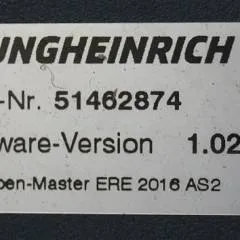 UNGHEINRICH
-Nr. 51462874
ware-Version 1.02
pen-Master ERE 2016 AS2